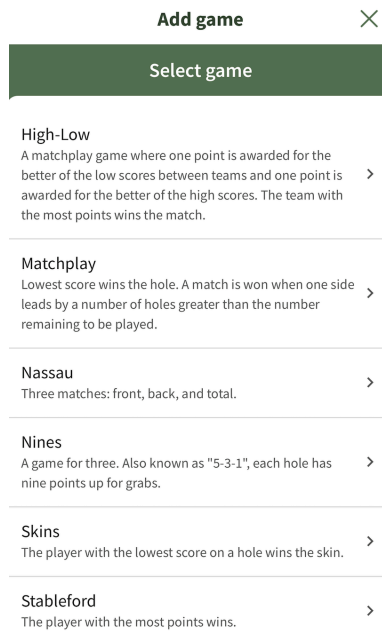 Add game
Select game
High-Low
A matchplay game where one point is awarded for the
better of the low scores between teams and one point is
awarded for the better of the high scores. The team with
the most points wins the match.
Matchplay
Lowest score wins the hole. A match is won when one side
leads by a number of holes greater than the number
remaining to be played.
Nassau
Three matches: front, back, and total.
Nines
A game for three. Also known as "5-3-1", each hole has
nine points up for grabs.
Skins
The player with the lowest score on a hole wins the skin.
Stableford
The player with the most points wins.